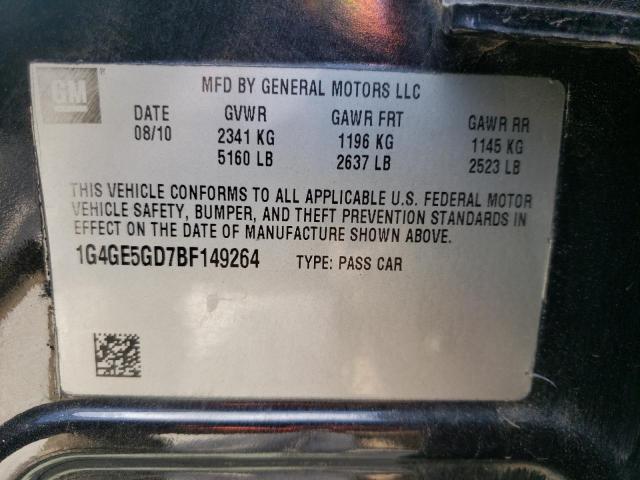 GM
MFD BY GENERAL MOTORS LLC
DATE GVWR GAWR FRT GAWR RR
08/10 2341 KG 1196 KG 1145 KG
5160 LB 2637 LB 2523 LB
THIS VEHICLE CONFORMS TO ALL APPLICABLE U.S. FEDERAL MOTOR
VEHICLE SAFETY, BUMPER, AND THEFT PREVENTION STANDARDS IN
EFFECT ON THE DATE OF MANUFACTURE SHOWN ABOVE.
1G4GE5GD7BF149264 TYPE: PASS CAR